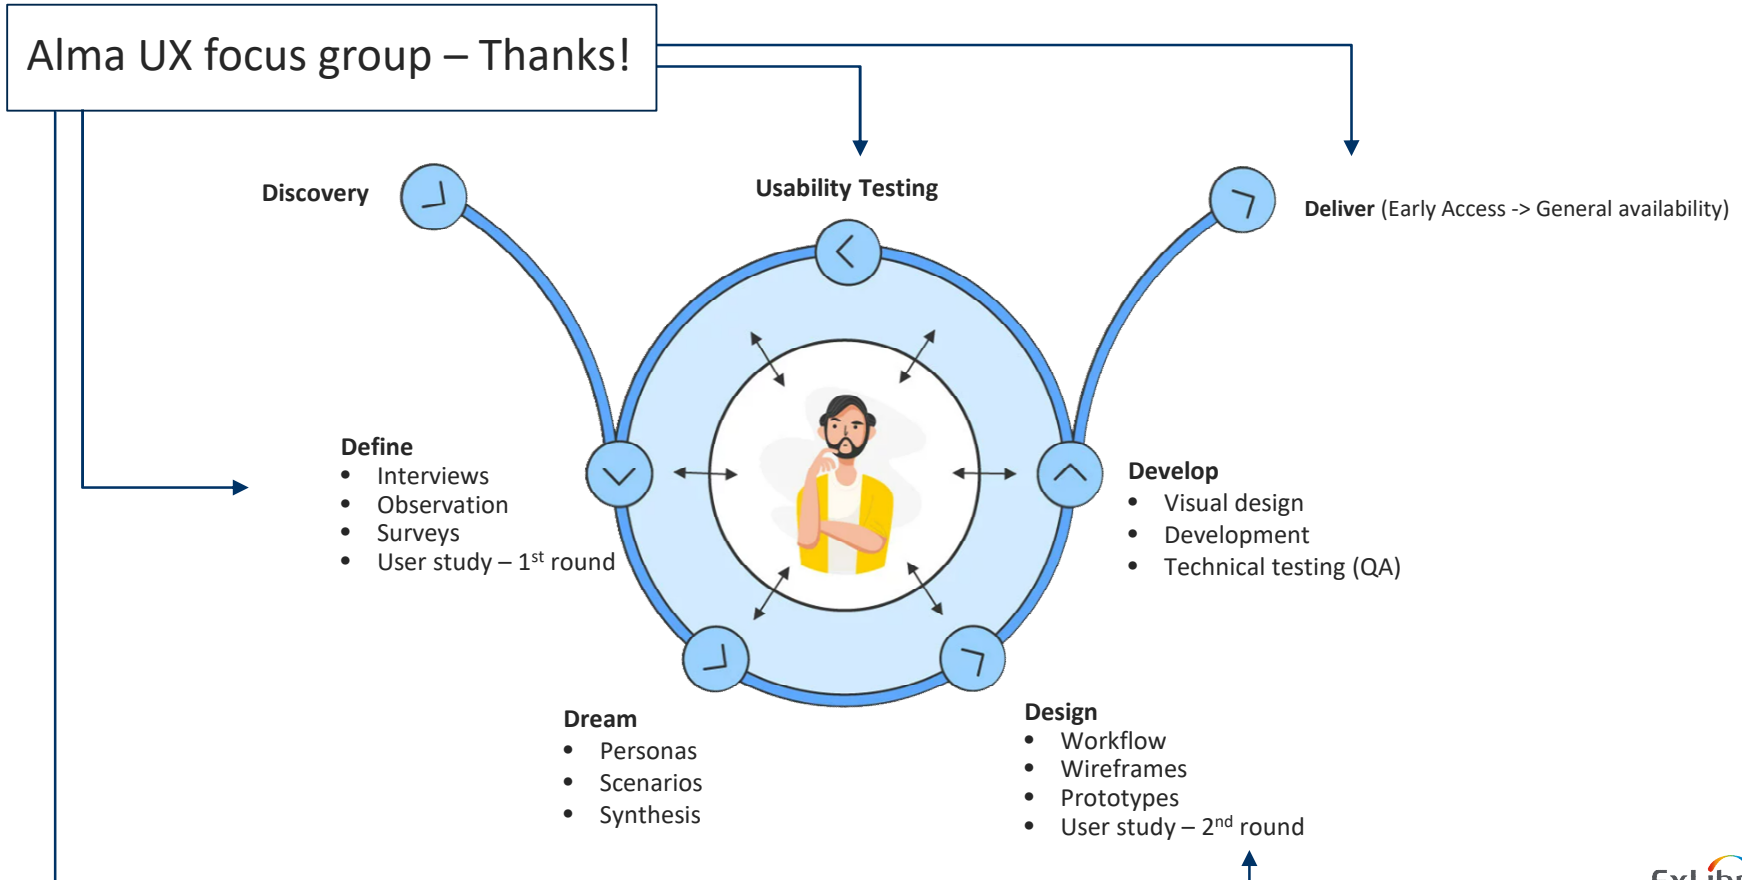 Alma UX focus group – Thanks!
Discovery
Usability Testing
Deliver (Early Access -> General availability)
Define
• Interviews
• Observation
• Surveys
• User study – 1st round
Develop
• Visual design
• Development
• Technical testing (QA)
Dream
• Personas
• Scenarios
• Synthesis
Design
• Workflow
• Wireframes
• Prototypes
• User study – 2nd round